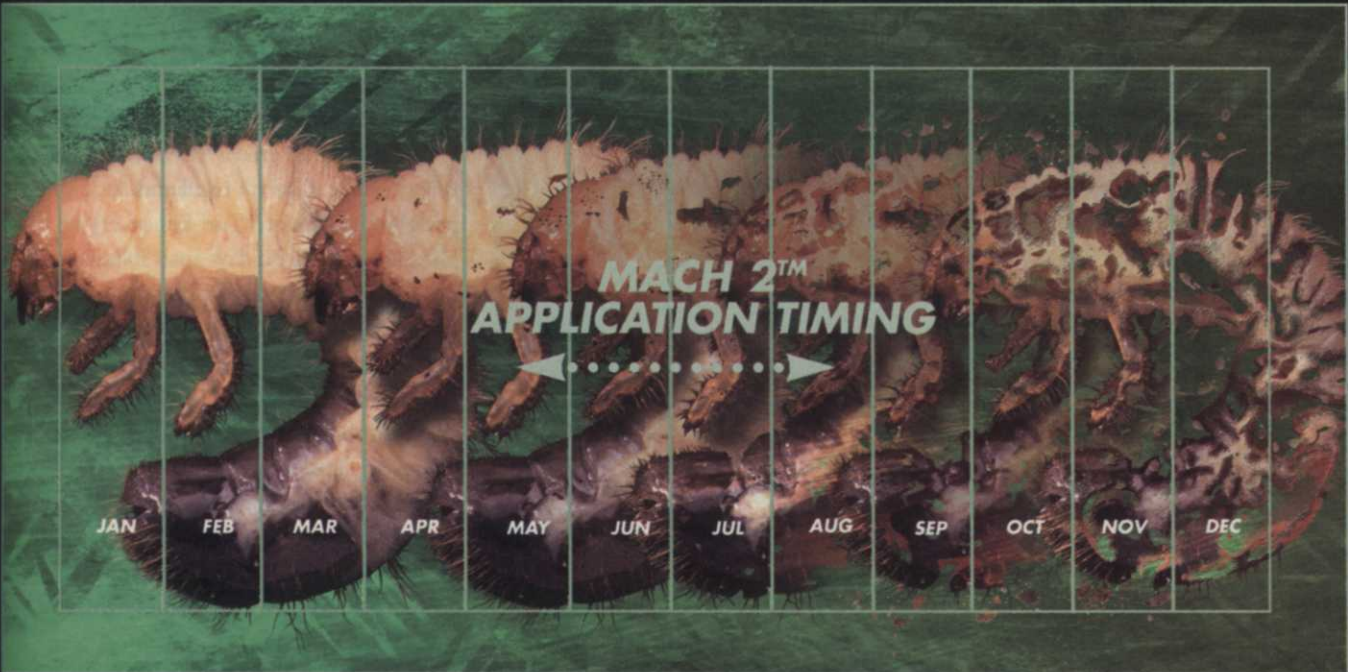 MACH 2™
APPLICATION TIMING
JAN FEB MAR APR MAY JUN JUL AUG SEP OCT NOV DEC